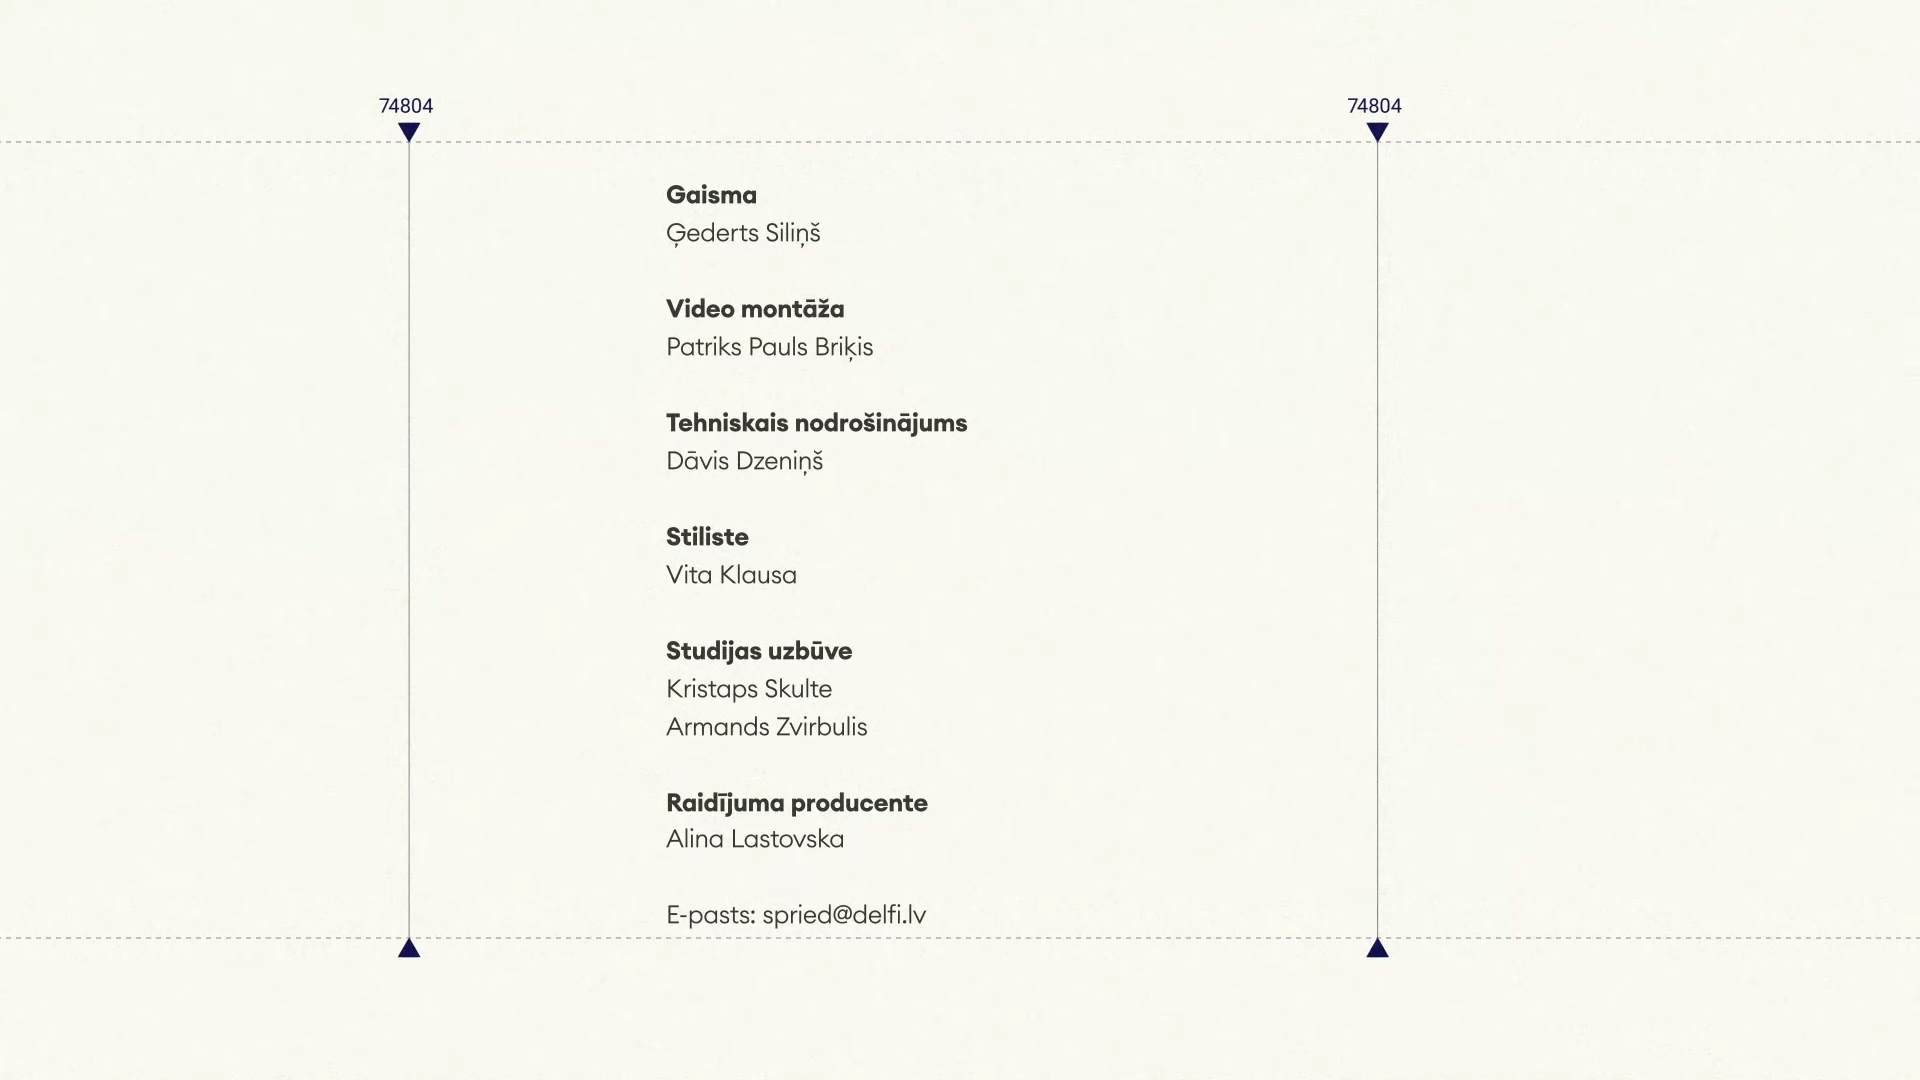 74804 74804
Gaisma
Ģederts Siliņš
Video montāža
Patriks Pauls Briķis
Tehniskais nodrošinājums
Dāvis Dzeniņš
Stiliste
Vita Klausa
Studijas uzbūve
Kristaps Skulte
Armands Zvirbulis
Raidījuma producente
Alina Lastovska
E-pasts: spried@delfi.lv